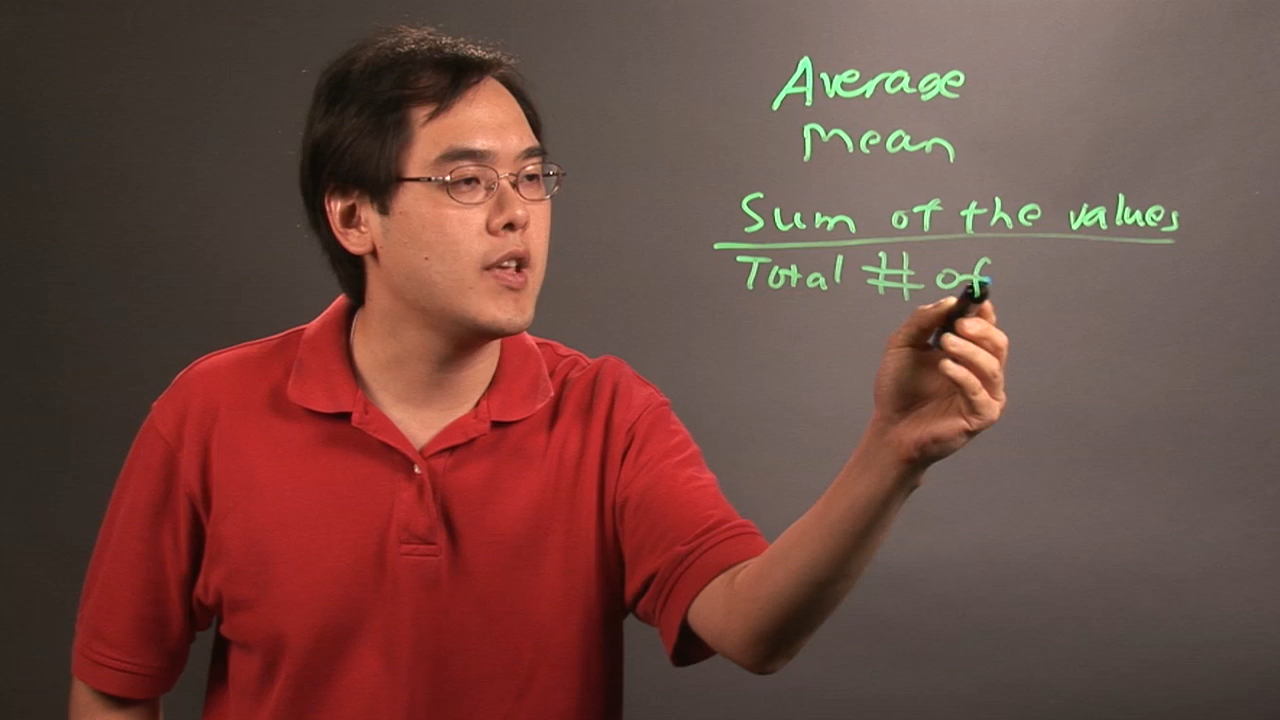 Average
Mean
Sum of the values
Total # of